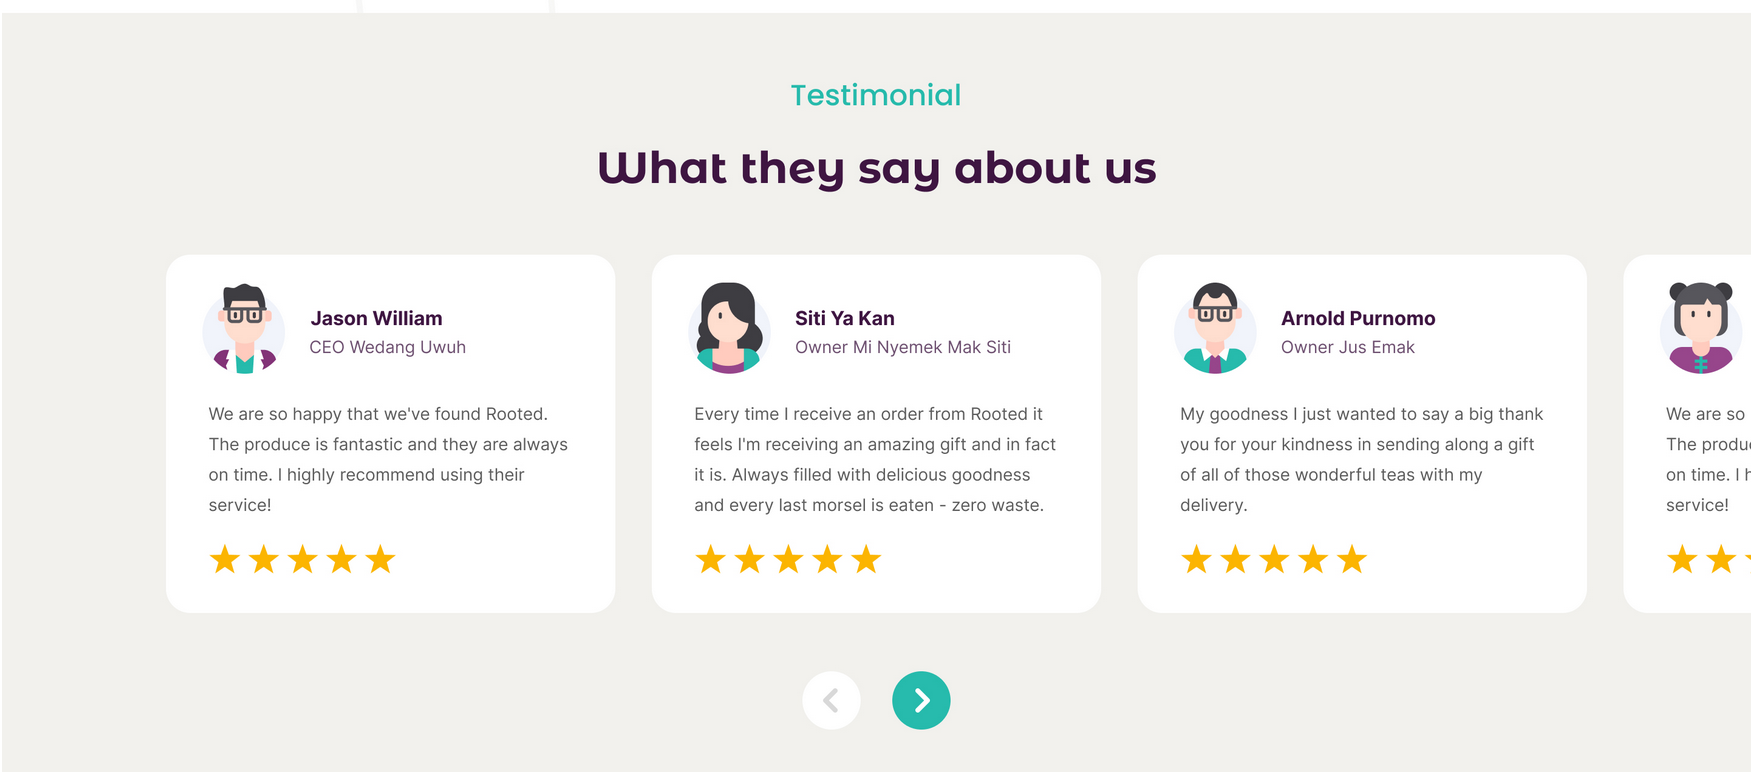 Testimonial
What they say about us
Jason William
CEO Wedang Uwuh
We are so happy that we've found Rooted.
The produce is fantastic and they are always
on time. I highly recommend using their
service!
Siti Ya Kan
Owner Mi Nyemek Mak Siti
Every time I receive an order from Rooted it
feels I'm receiving an amazing gift and in fact
it is. Always filled with delicious goodness
and every last morsel is eaten - zero waste.
Arnold Purnomo
Owner Jus Emak
My goodness I just wanted to say a big thank
you for your kindness in sending along a gift
of all of those wonderful teas with my
delivery.
We are so
The
on time. I
service!